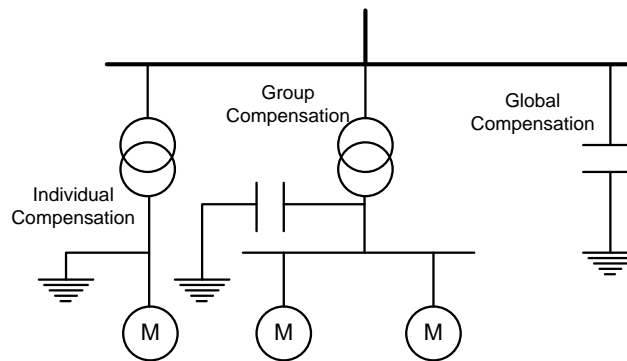 Group
Compensation
Global
Compensation
Individual
Compensation
M
M
M